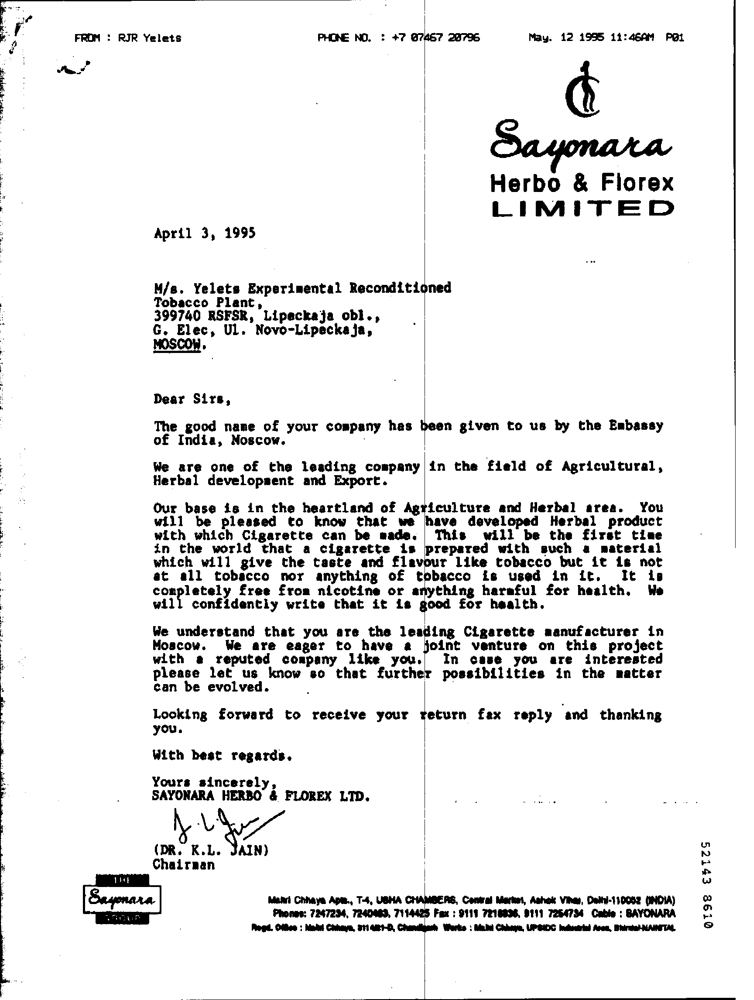 FROM : RJR Yelets PHONE NO. : +7 07467 20796 May. 12 1995 11:46AM P01
Sayonara
Herbo & Florex
LIMITED
April 3, 1995
M/s. Yelets Experimental Reconditioned
Tobacco Plant,
399740 RSFSR, Lipeckaja obl.,
G. Elec, Ul. Novo-Lipeckaja,
MOSCOW.
Dear Sirs,
The good name of your company has been given to us by the Embassy
of India, Moscow.
We are one of the leading company in the field of Agricultural,
Herbal development and Export.
Our base is in the heartland of Agriculture and Herbal area. You
will be pleased to know that we have developed Herbal product
with which Cigarette can be made. This will be the first time
in the world that a cigarette is prepared with such a material
which will give the taste and flavour like tobacco but it is not
at all tobacco nor anything of tobacco is used in it. It is
completely free from nicotine or anything harmful for health. We
will confidently write that it is good for health.
We understand that you are the leading Cigarette manufacturer in
Moscow. We are eager to have a joint venture on this project
with a reputed company like you. In case you are interested
please let us know so that further possibilities in the matter
can be evolved.
Looking forward to receive your return fax reply and thanking
you.
With best regards.
Yours sincerely,
SAYONARA HERBO & FLOREX LTD.
(DR. K.L. JAIN)
Chairman
Sayonara
Chhaya Apts., T-4, USHA CHAMBERS, Central Market, Ashok Vihar, Delhi-110052 (INDIA)
Phones: 7247234, 7114425 Fax : 9111 9111 7254734 Cable : SAYONARA
Regd. Office : Chhaya, Works : Chhaya, UPSIDC Industrial Area,
52143 8610